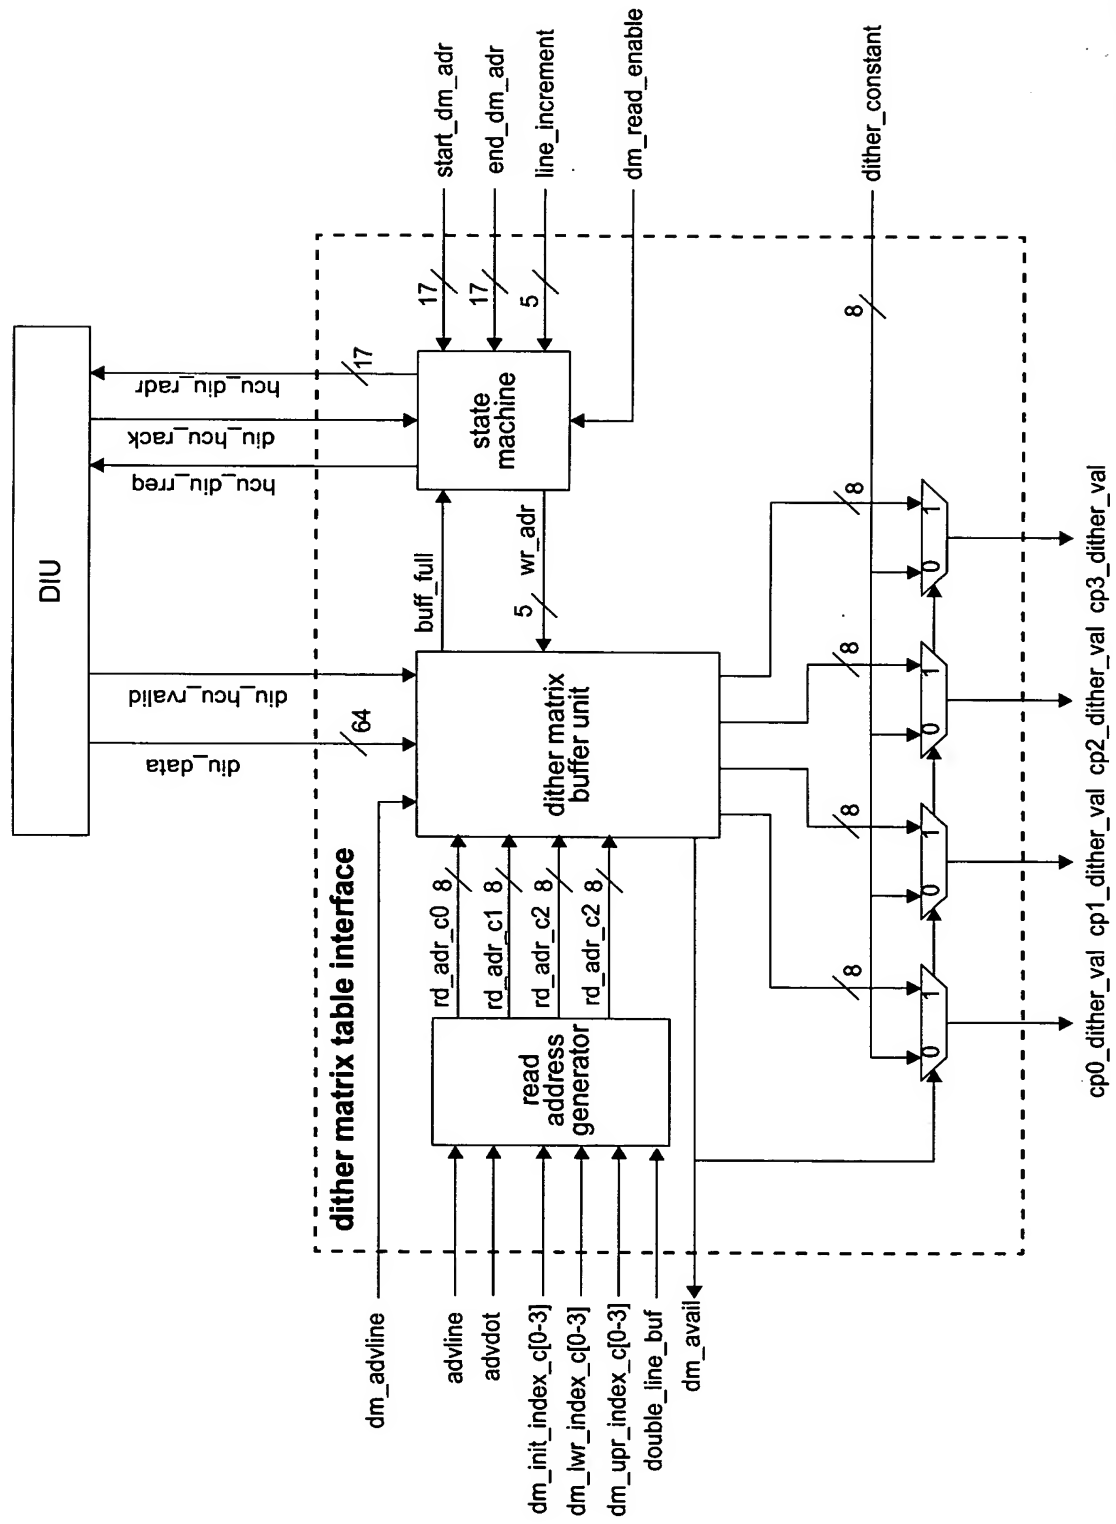 DIU
hcu_diu_radr
17
diu_hcu_rack
hcu_diu_rreq
diu_hcu_rvalid
diu_data
64
dither matrix table interface
start_dm_adr
17
end_dm_adr
17
line_increment
5
dm_read_enable
state
machine
buff_full
wr_adr
5
dither matrix
buffer unit
rd_adr_c0
8
rd_adr_c1
8
rd_adr_c2
8
rd_adr_c2
8
read
address
generator
dm_advline
advline
advdot
dm_init_index_c[0-3]
dm_lwr_index_c[0-3]
dm_upr_index_c[0-3]
double_line_buf
dm_avail
dither_constant
8
8
8
8
8
0 1
0 1
0 1
0 1
cp0_dither_val cp1_dither_val cp2_dither_val cp3_dither_val